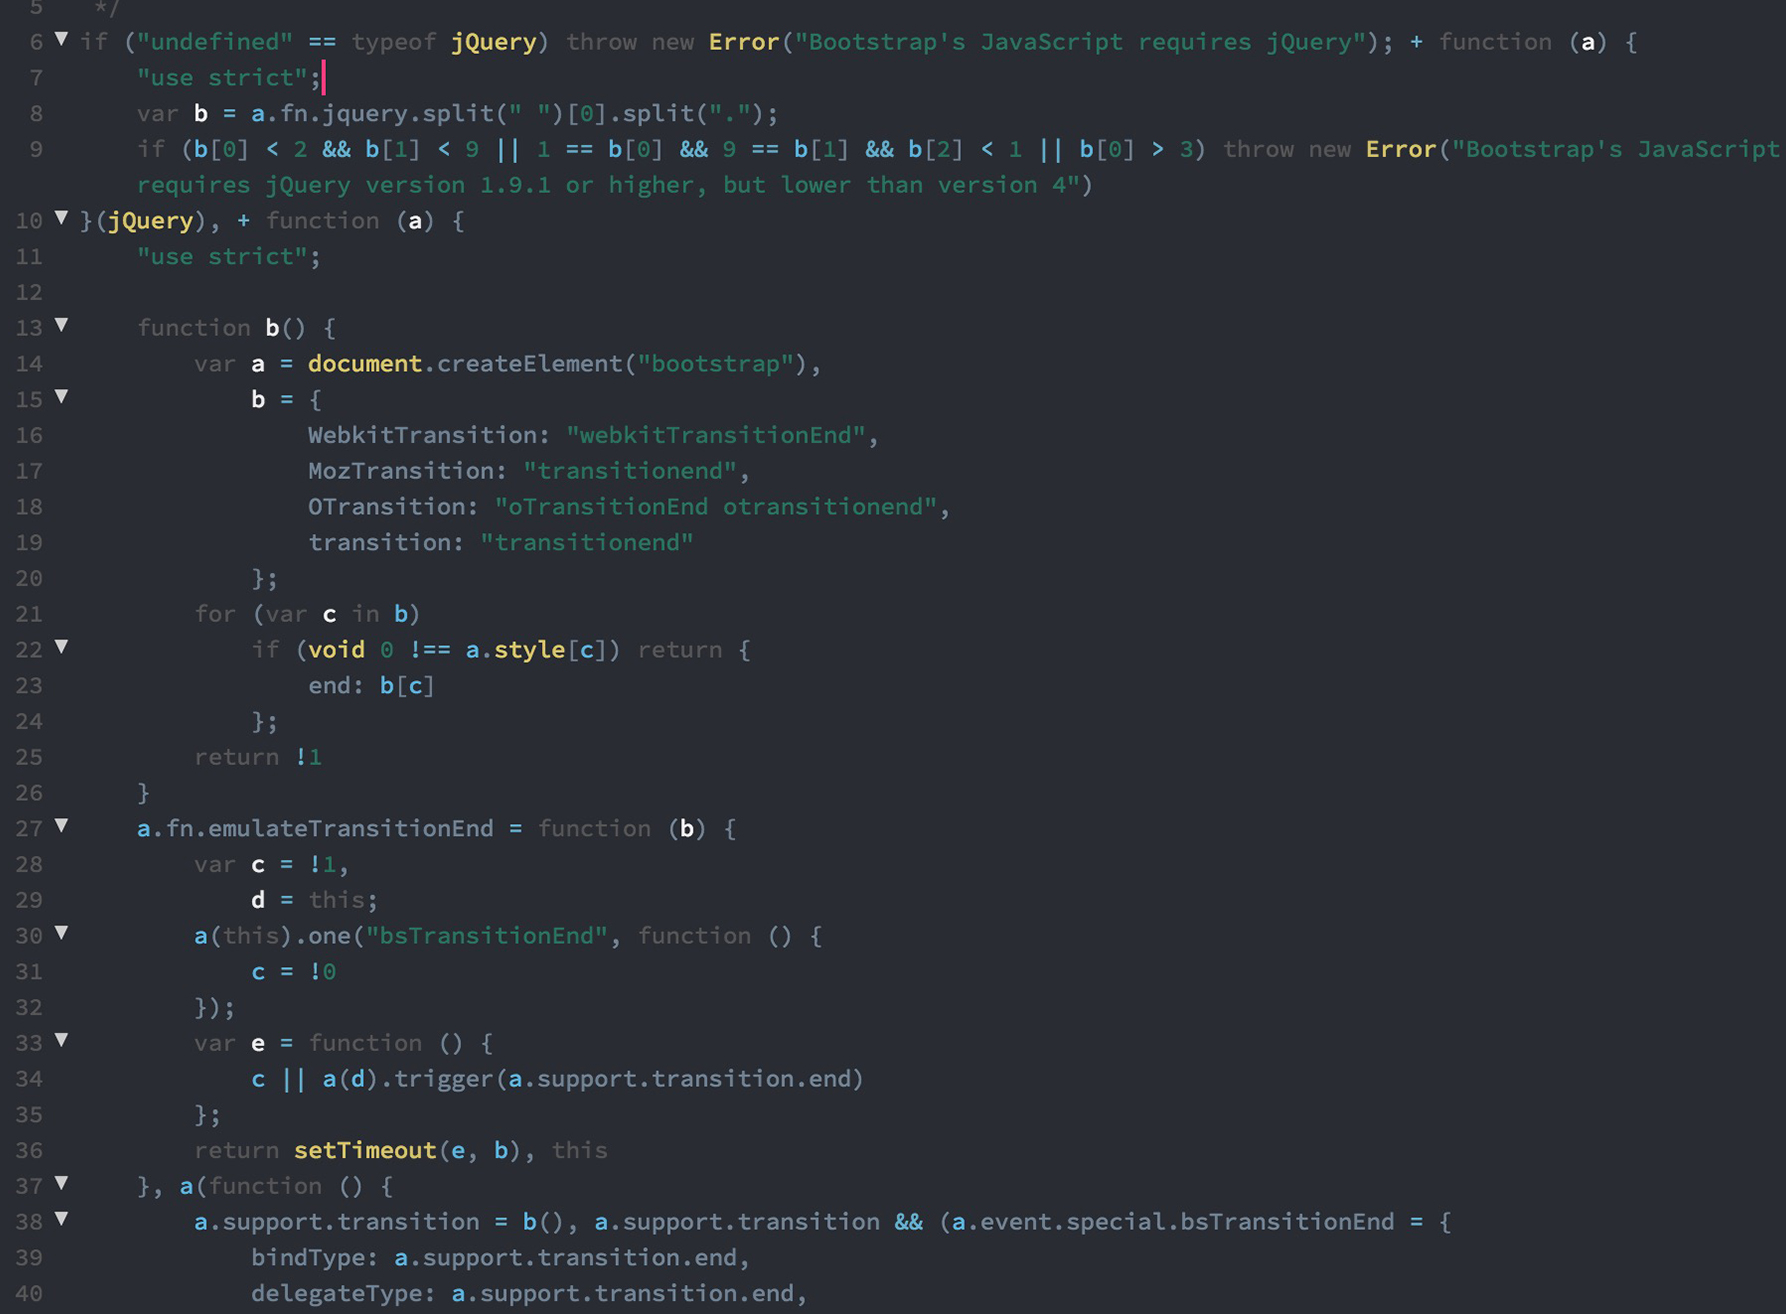 5 */
6 ▼ if ("undefined" == typeof jQuery) throw new Error("Bootstrap's JavaScript requires jQuery"); + function (a) {
7 "use strict";
8 var b = a.fn.jquery.split(" ")[0].split(".");
9 if (b[0] < 2 && b[1] < 9 || 1 == b[0] && 9 == b[1] && b[2] < 1 || b[0] > 3) throw new Error("Bootstrap's JavaScript
requires jQuery version 1.9.1 or higher, but lower than version 4")
10 ▼ }(jQuery), + function (a) {
11 "use strict";
12
13 ▼ function b() {
14 var a = document.createElement("bootstrap"),
15 ▼ b = {
16 WebkitTransition: "webkitTransitionEnd",
17 MozTransition: "transitionend",
18 OTransition: "oTransitionEnd otransitionend",
19 transition: "transitionend"
20 };
21 for (var c in b)
22 ▼ if (void 0 !== a.style[c]) return {
23 end: b[c]
24 };
25 return !1
26 }
27 ▼ a.fn.emulateTransitionEnd = function (b) {
28 var c = !1,
29 d = this;
30 ▼ a(this).one("bsTransitionEnd", function () {
31 c = !0
32 });
33 ▼ var e = function () {
34 c || a(d).trigger(a.support.transition.end)
35 };
36 return setTimeout(e, b), this
37 ▼ }, a(function () {
38 ▼ a.support.transition = b(), a.support.transition && (a.event.special.bsTransitionEnd = {
39 bindType: a.support.transition.end,
40 delegateType: a.support.transition.end,